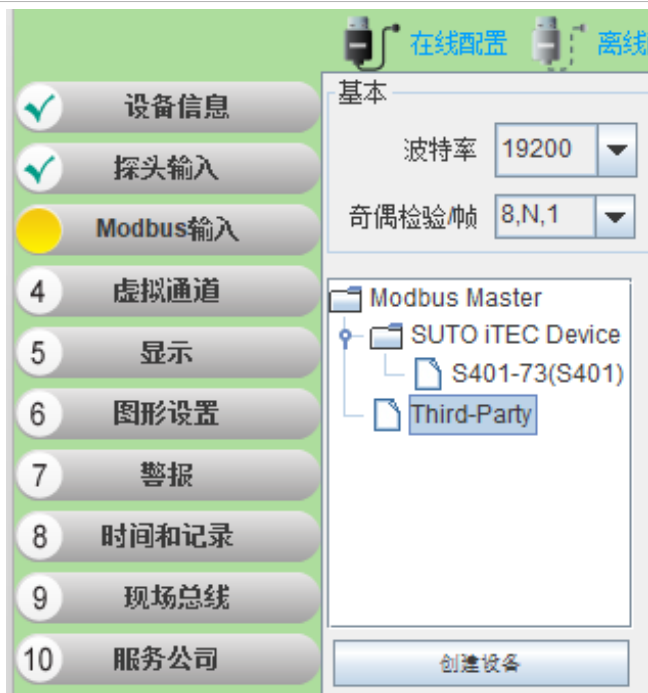 在线配置 离线
设备信息
探头输入
Modbus输入
4 虚拟通道
5 显示
6 图形设置
7 警报
8 时间和记录
9 现场总线
10 服务公司
基本
波特率 19200
奇偶检验/帧 8,N,1
Modbus Master
SUTO iTEC Device
S401-73(S401)
Third-Party
创建设备